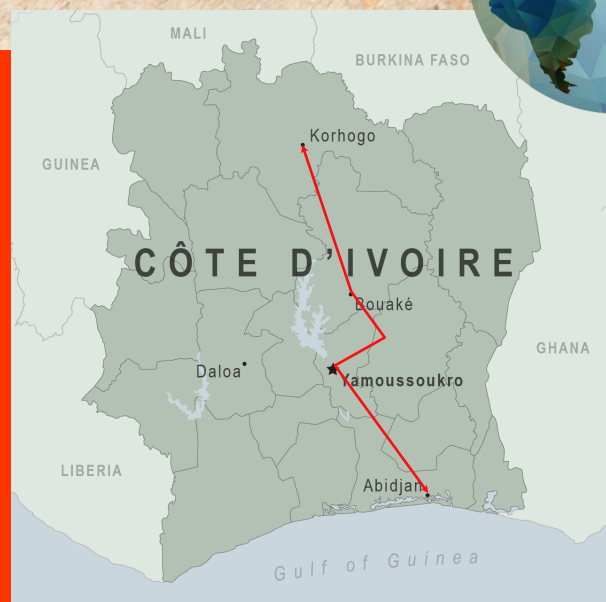 MALI
BURKINA FASO
Korhogo
GUINEA
CÔTE D'IVOIRE
Bouaké
GHANA
Daloa
Yamoussoukro
LIBERIA
Abidjan
Gulf of Guinea